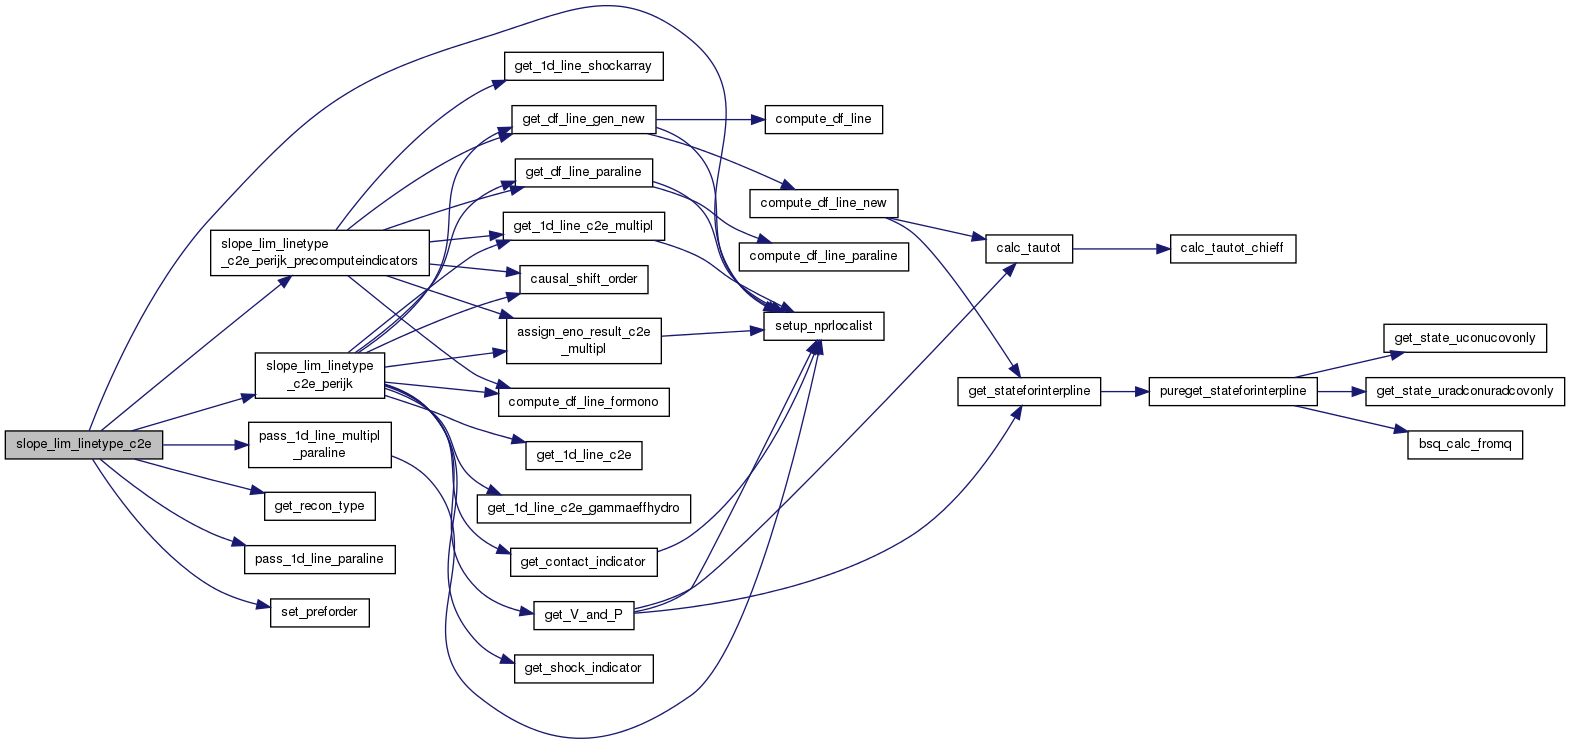 slope_lim_linetype_c2e
slope_lim_linetype
_c2e_perijk_precomputeindicators
slope_lim_linetype
_c2e_perijk
pass_1d_line_multipl
_paraline
get_recon_type
pass_1d_line_paraline
set_preforder
get_1d_line_shockarray
get_df_line_gen_new
get_df_line_paraline
get_1d_line_c2e_multipl
causal_shift_order
assign_eno_result_c2e
_multipl
compute_df_line_formono
get_1d_line_c2e
get_1d_line_c2e_gammaeffhydro
get_contact_indicator
get_V_and_P
get_shock_indicator
compute_df_line
compute_df_line_new
compute_df_line_paraline
setup_nprlocalist
calc_tautot
get_stateforinterpline
calc_tautot_chieff
pureget_stateforinterpline
get_state_uconucovonly
get_state_uradconuradcovonly
bsq_calc_fromq